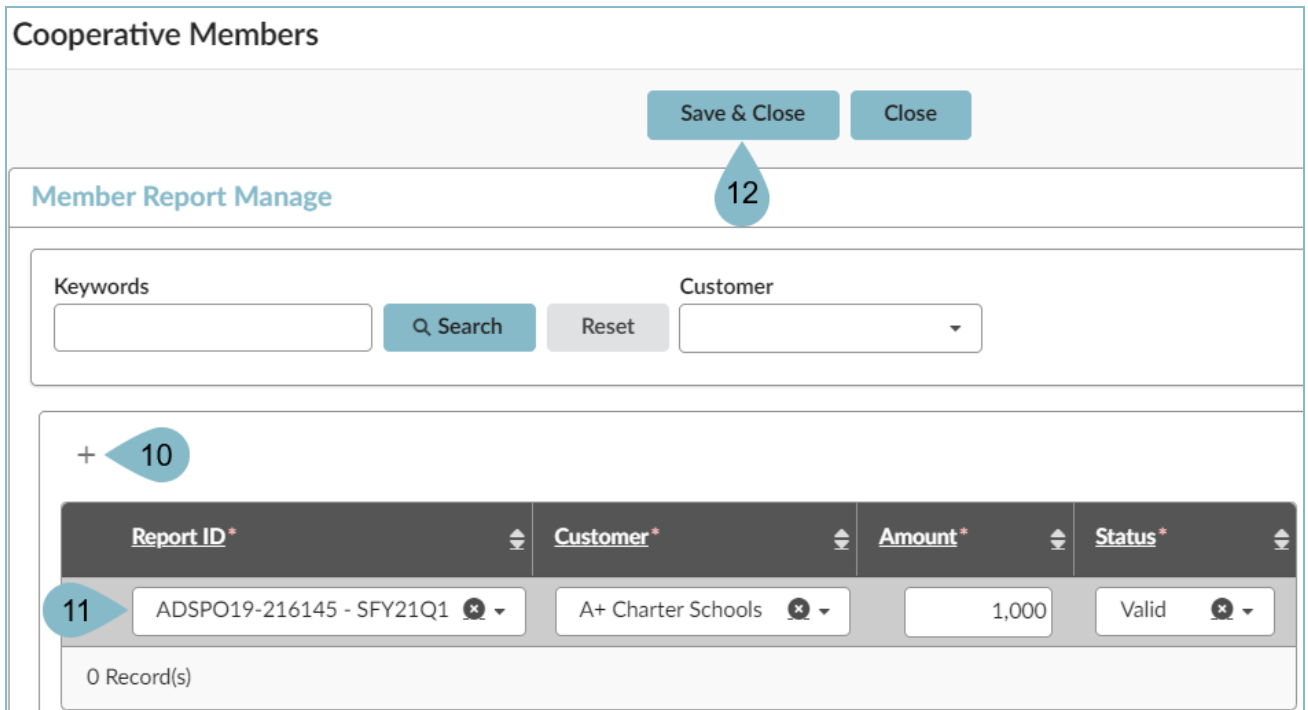 Cooperative Members
Save & Close Close
12
Member Report Manage
Keywords Customer
Search Reset
+ 10
Report ID* Customer* Amount* Status*
11 ADSPO19-216145 - SFY21Q1 A+ Charter Schools 1,000 Valid
0 Record(s)